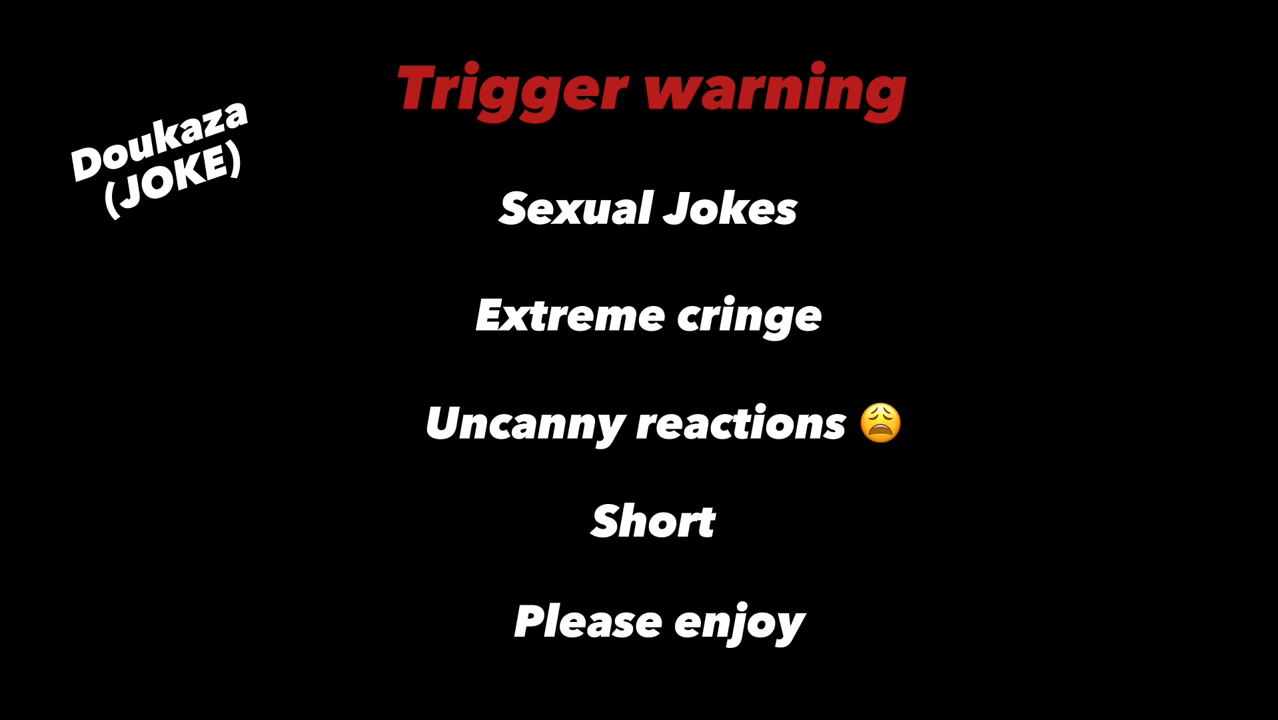 Trigger warning
Doukaza
(JOKE)
Sexual Jokes
Extreme cringe
Uncanny reactions 😩
Short
Please enjoy